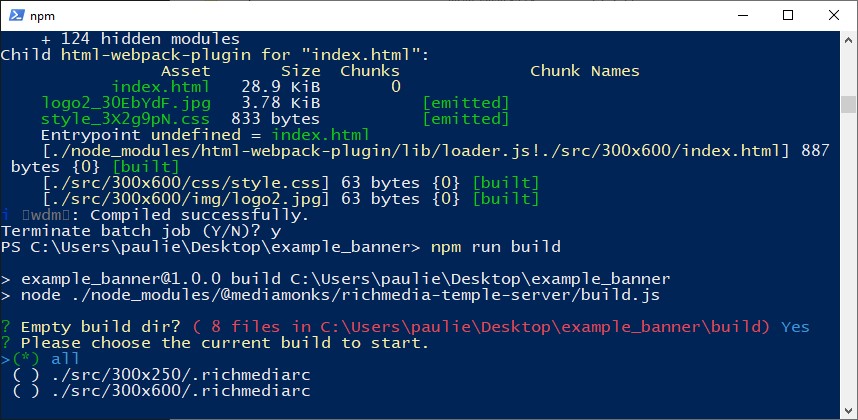 npm
+ 124 hidden modules
Child html-webpack-plugin for "index.html":
Asset Size Chunks Chunk Names
index.html 28.9 KiB 0
logo2_3OEbYdF.jpg 3.78 KiB [emitted]
style_3X2g9pN.css 833 bytes [emitted]
Entrypoint undefined = index.html
[./node_modules/html-webpack-plugin/lib/loader.js!./src/300x600/index.html] 887
bytes {0} [built]
[./src/300x600/css/style.css] 63 bytes {0} [built]
[./src/300x600/img/logo2.jpg] 63 bytes {0} [built]
i 「wdm」: Compiled successfully.
Terminate batch job (Y/N)? y
PS C:\Users\paulie\Desktop\example_banner> npm run build
> example_banner@1.0.0 build C:\Users\paulie\Desktop\example_banner
> node ./node_modules/@mediamonks/richmedia-temple-server/build.js
? Empty build dir? ( 8 files in C:\Users\paulie\Desktop\example_banner\build) Yes
? Please choose the current build to start.
>(*) all
( ) ./src/300x250/.richmediarc
( ) ./src/300x600/.richmediarc